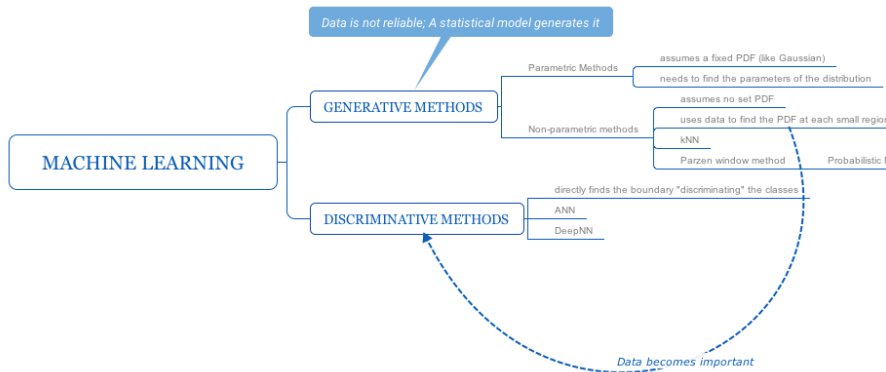 Data is not reliable; A statistical model generates it
assumes a fixed PDF (like Gaussian)
Parametric Methods
needs to find the parameters of the distribution
GENERATIVE METHODS
assumes no set PDF
uses data to find the PDF at each small region
Non-parametric methods
kNN
Parzen window method
Probabilistic
MACHINE LEARNING
directly finds the boundary "discriminating" the classes
ANN
DISCRIMINATIVE METHODS
DeepNN
Data becomes important